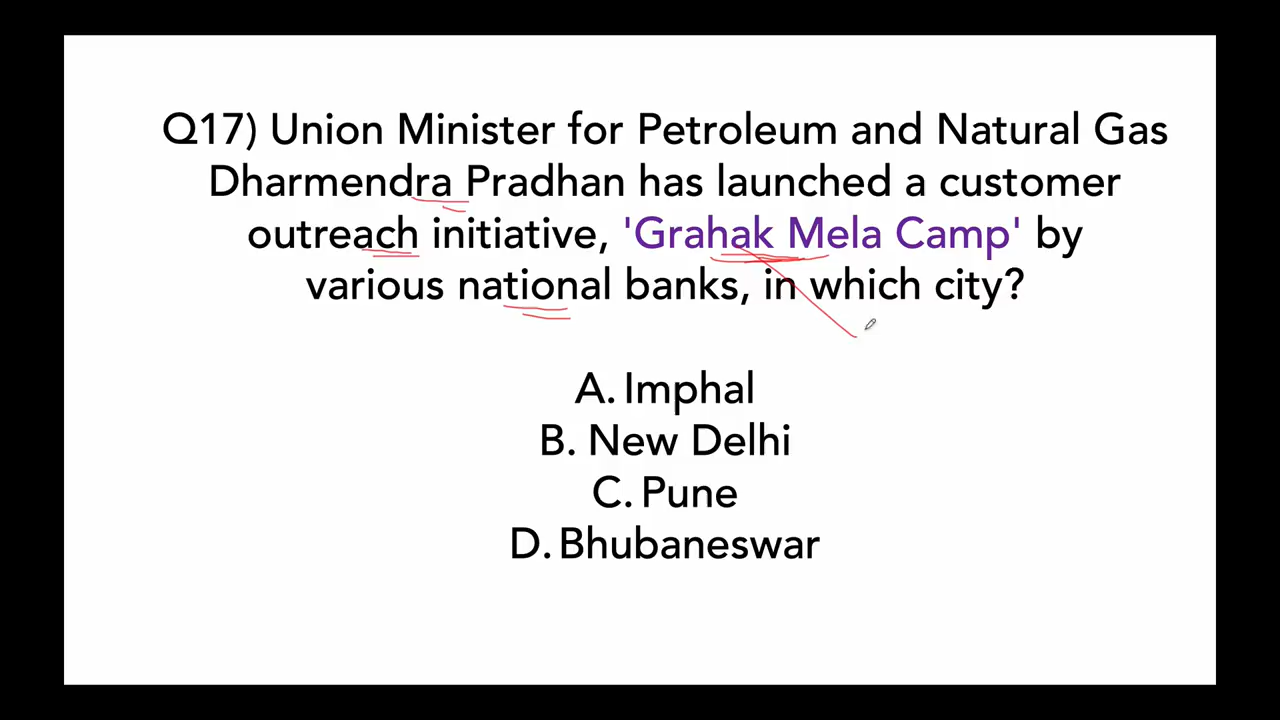 Q17) Union Minister for Petroleum and Natural Gas
Dharmendra Pradhan has launched a customer
outreach initiative, 'Grahak Mela Camp' by
various national banks, in which city?
A. Imphal
B. New Delhi
C. Pune
D. Bhubaneswar